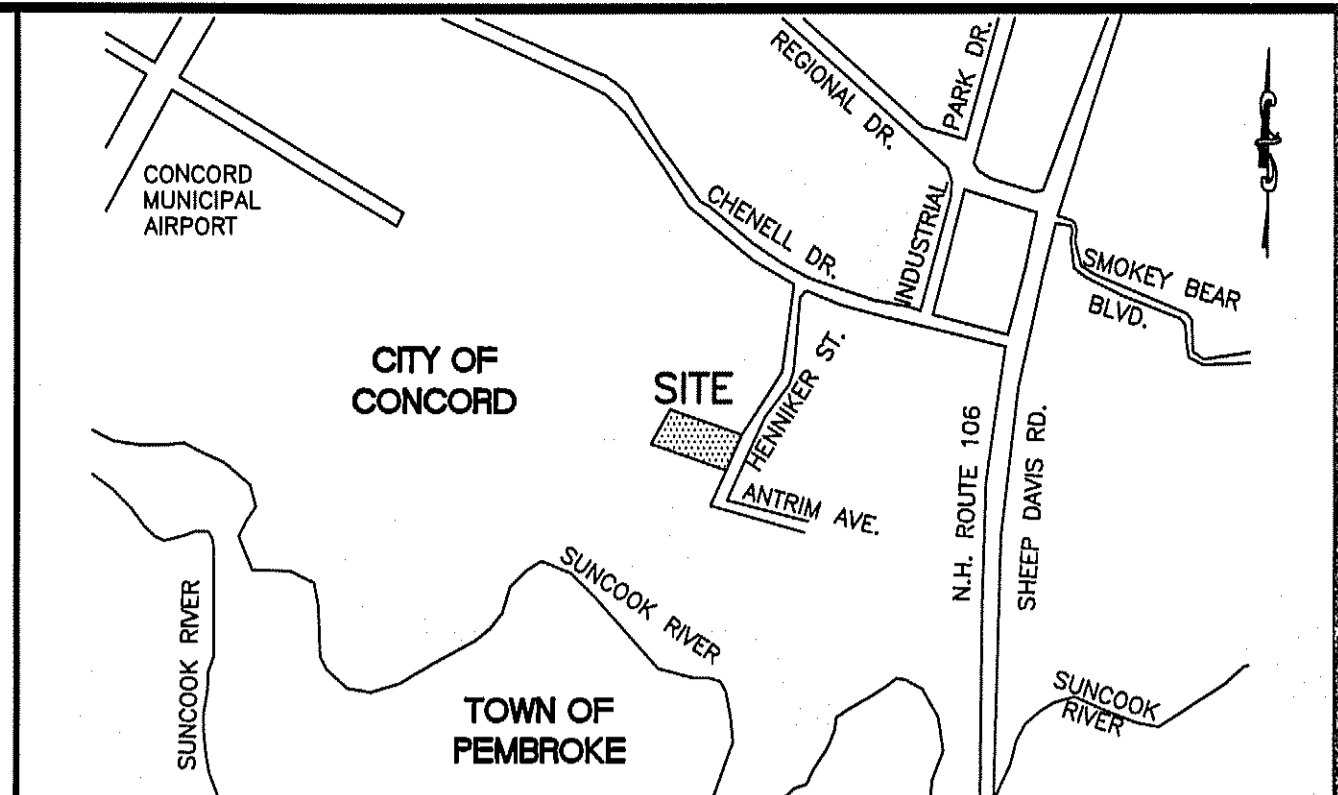 REGIONAL DR.
PARK DR.
CONCORD
MUNICIPAL
AIRPORT
CHENELL DR.
INDUSTRIAL
SMOKEY BEAR
BLVD.
CITY OF
CONCORD
SITE
HENNIKER ST.
ANTRIM AVE.
N.H. ROUTE 106
SHEEP DAVIS RD.
SUNCOOK RIVER
SUNCOOK RIVER
TOWN OF
PEMBROKE
SUNCOOK
RIVER